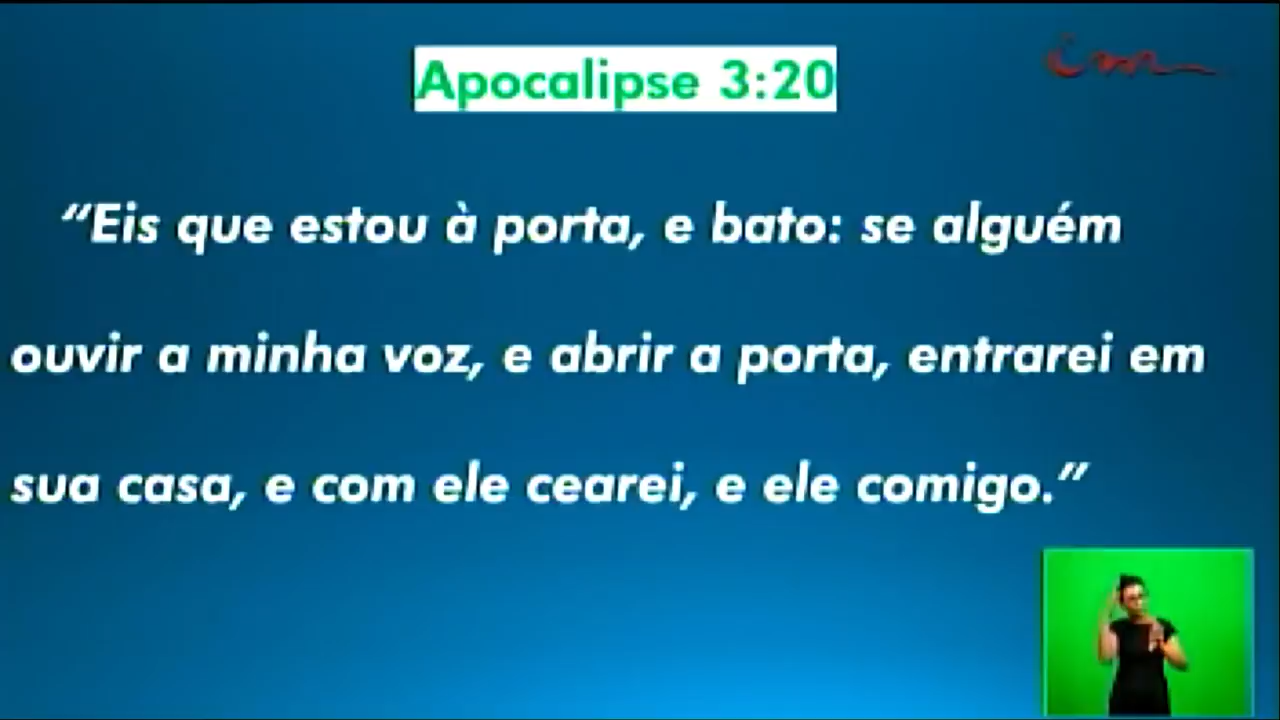 Apocalipse 3:20
“Eis que estou à porta, e bato: se alguém
ouvir a minha voz, e abrir a porta, entrarei em
sua casa, e com ele cearei, e ele comigo.”